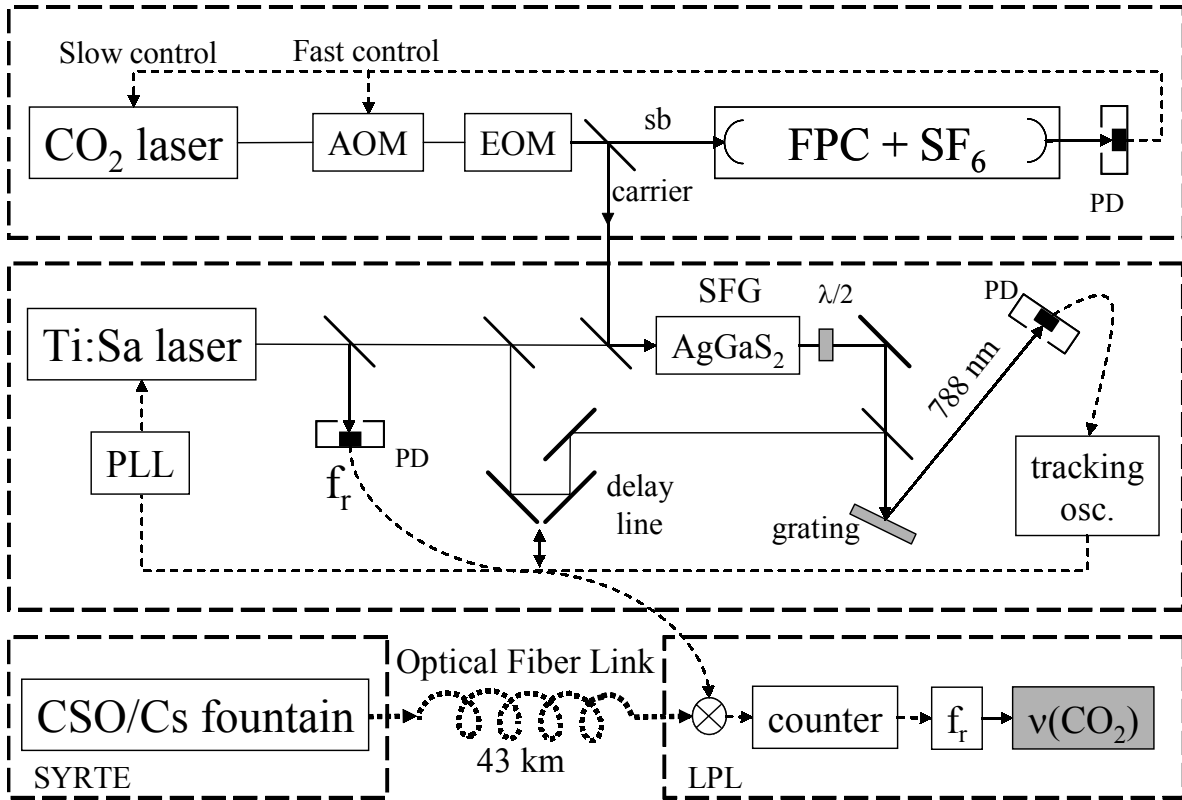 Slow control
Fast control
CO₂ laser
AOM
EOM
sb
FPC + SF₆
PD
carrier
SFG
λ/2
PD
Ti:Sa laser
AgGaS₂
788 nm
PLL
PD
fᵣ
delay
line
grating
tracking
osc.
Optical Fiber Link
CSO/Cs fountain
43 km
counter
fᵣ
ν(CO₂)
SYRTE
LPL